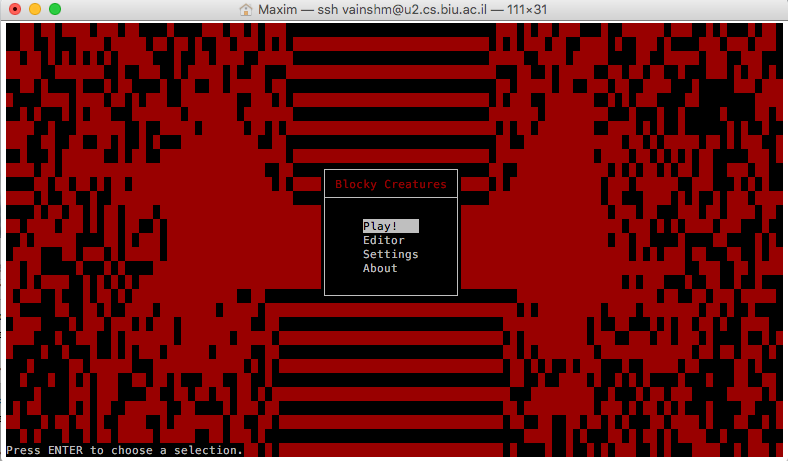 Maxim — ssh vainshm@u2.cs.biu.ac.il — 111×31
Blocky Creatures
Play!
Editor
Settings
About
Press ENTER to choose a selection.